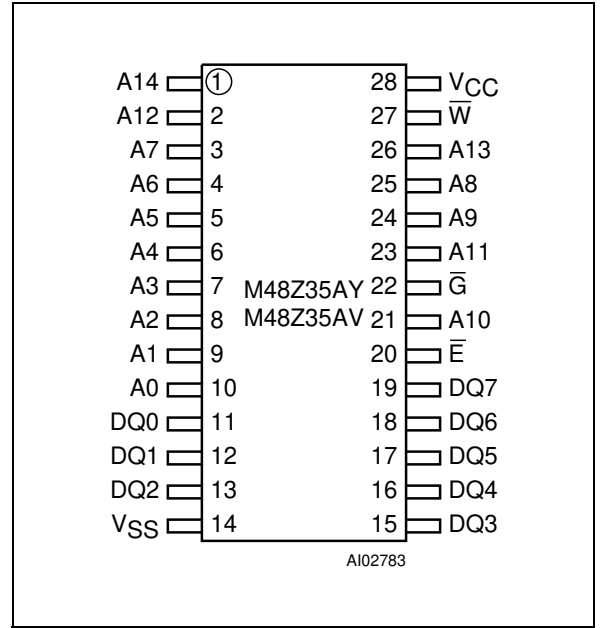 A14 1 28 VCC
A12 2 27 W̅
A7 3 26 A13
A6 4 25 A8
A5 5 24 A9
A4 6 23 A11
A3 7 M48Z35AY 22 G̅
A2 8 M48Z35AV 21 A10
A1 9 20 E̅
A0 10 19 DQ7
DQ0 11 18 DQ6
DQ1 12 17 DQ5
DQ2 13 16 DQ4
VSS 14 15 DQ3
AI02783